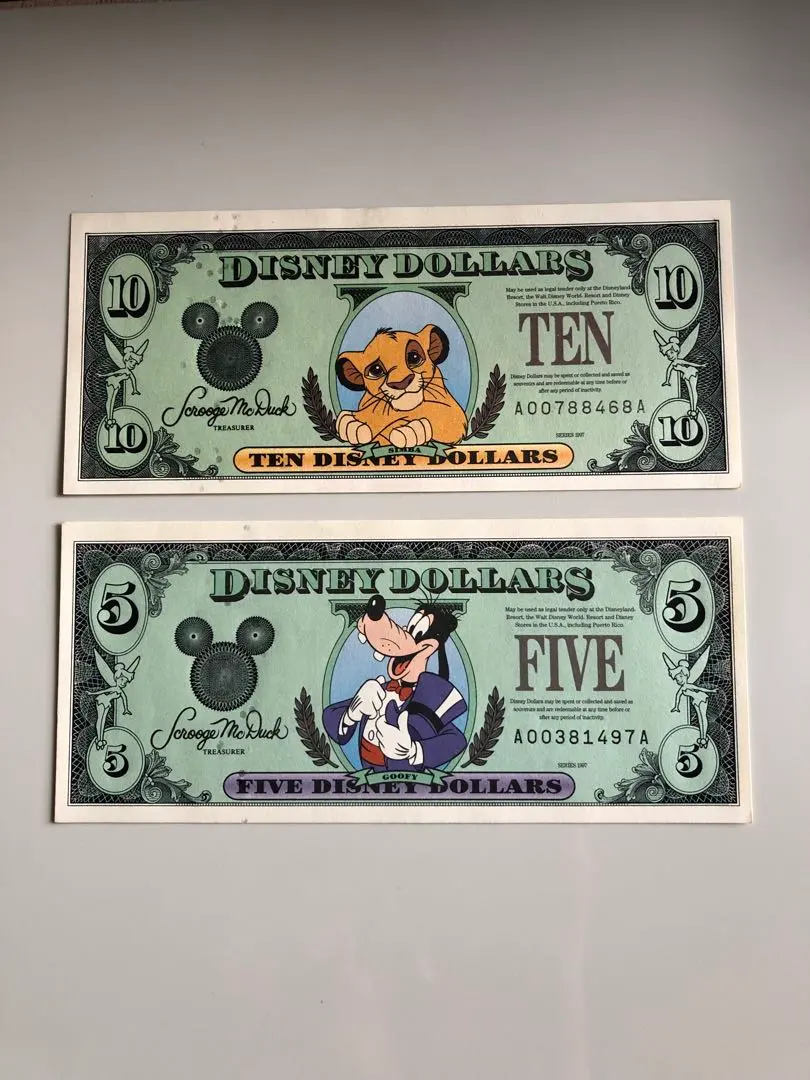 10
DISNEY DOLLARS
10
May be used as legal tender only at the Disneyland
Resort, the Walt Disney World. Resort and Disney
Stores in the U.S.A., including Puerto Rico.
TEN
Disney Dollars may be spent or collected and saved as
souvenirs and are redeemable at any time before or
after any period of inactivity.
A00788468A
Scrooge McDuck
TREASURER
SERIES 1997
10
SIMBA
10
TEN DISNEY DOLLARS
5
DISNEY DOLLARS
5
May be used as legal tender only at the Disneyland
Resort, the Walt Disney World. Resort and Disney
Stores in the U.S.A., including Puerto Rico.
FIVE
Disney Dollars may be spent or collected and saved as
souvenirs and are redeemable at any time before or
after any period of inactivity.
A00381497A
Scrooge McDuck
TREASURER
SERIES 1997
5
GOOFY
5
FIVE DISNEY DOLLARS